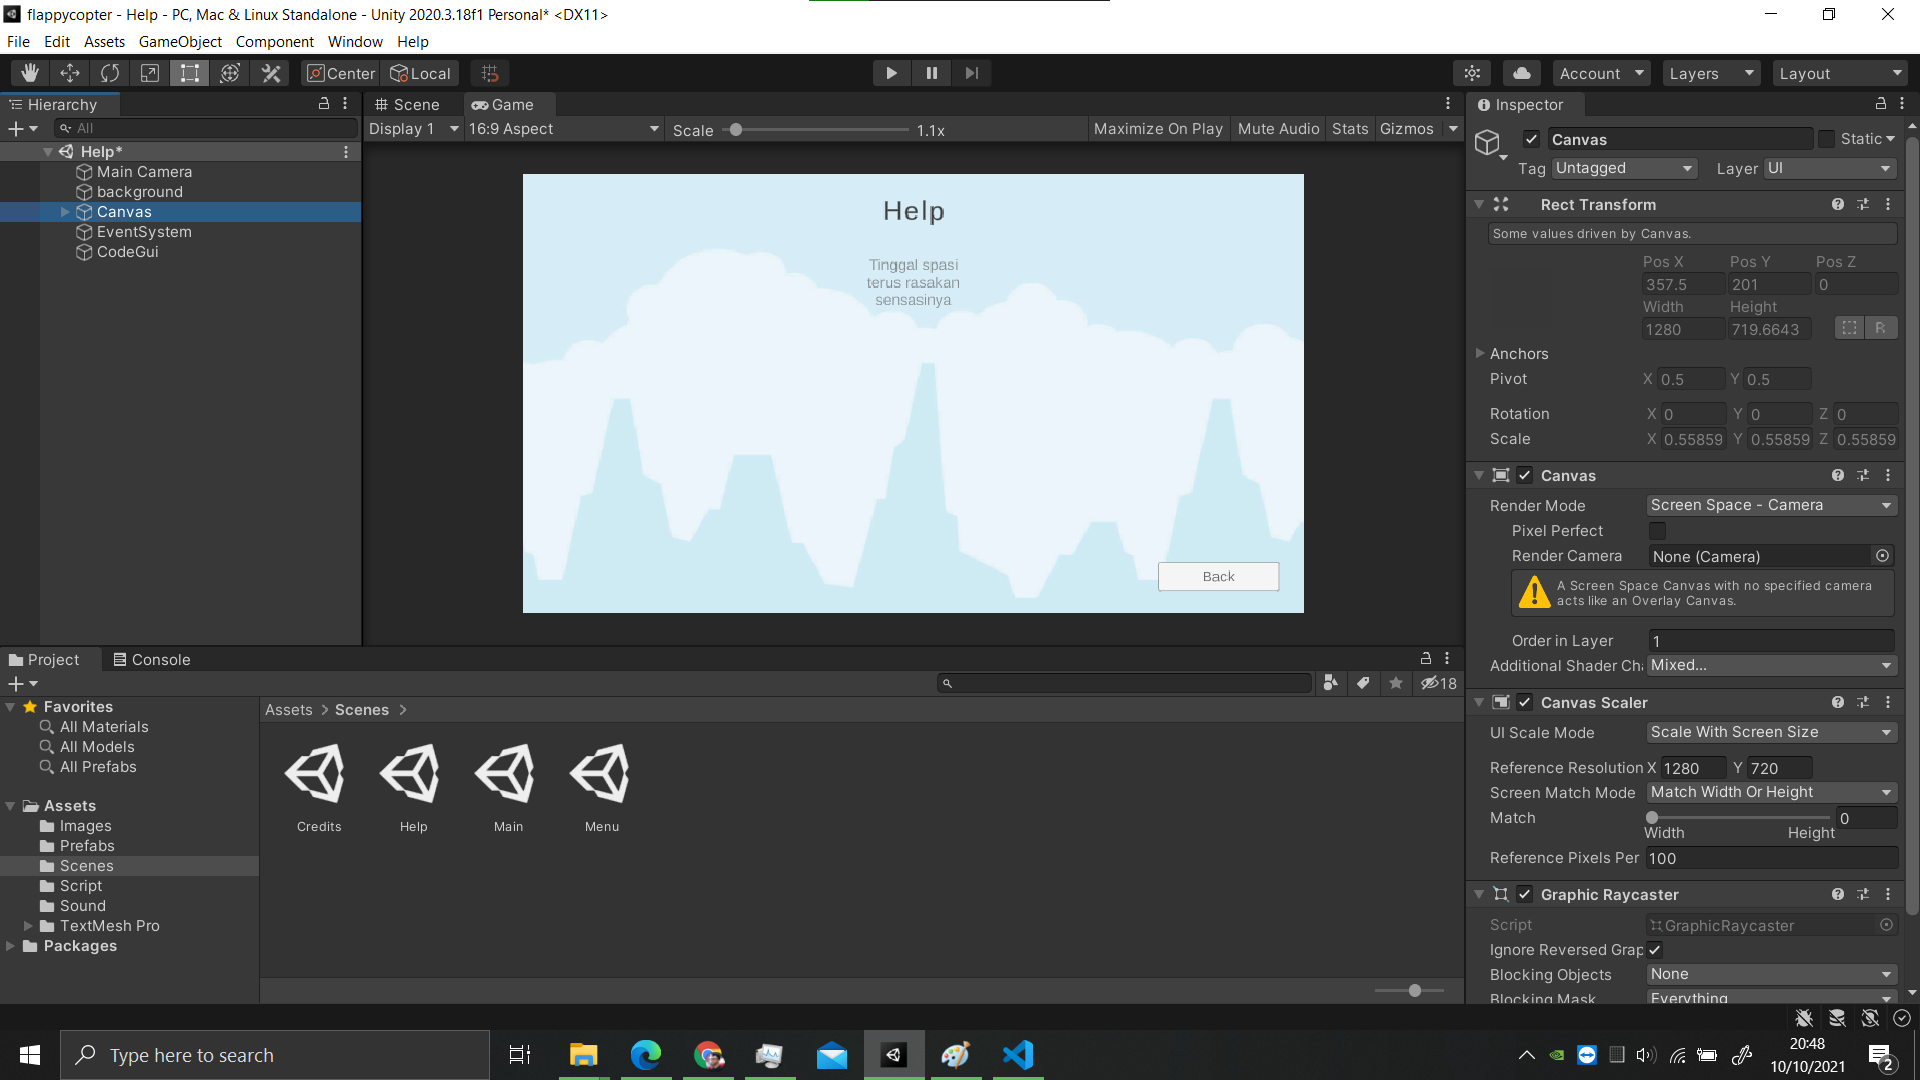 flappycopter - Help - PC, Mac & Linux Standalone - Unity 2020.3.18f1 Personal* <DX11>
File Edit Assets GameObject Component Window Help
Center Local Account Layers Layout
Hierarchy
All
Help*
Main Camera
background
Canvas
EventSystem
CodeGui
Scene Game
Display 1 16:9 Aspect Scale 1.1x Maximize On Play Mute Audio Stats Gizmos
Help
Tinggal spasi
terus rasakan
sensasinya
Back
Inspector
Canvas Static
Tag Untagged Layer UI
Rect Transform
Some values driven by Canvas.
Pos X Pos Y Pos Z
357.5 201 0
Width Height
1280 719.6643 R
Anchors
Pivot X 0.5 Y 0.5
Rotation X 0 Y 0 Z 0
Scale X 0.55859 Y 0.55859 Z 0.55859
Canvas
Render Mode Screen Space - Camera
Pixel Perfect
Render Camera None (Camera)
A Screen Space Canvas with no specified camera
acts like an Overlay Canvas.
Order in Layer 1
Additional Shader Cha Mixed...
Canvas Scaler
UI Scale Mode Scale With Screen Size
Reference Resolution X 1280 Y 720
Screen Match Mode Match Width Or Height
Match 0
Width Height
Reference Pixels Per 100
Graphic Raycaster
Script GraphicRaycaster
Ignore Reversed Grap
Blocking Objects None
Blocking Mask Everything
Project Console
18
Favorites
All Materials
All Models
All Prefabs
Assets
Images
Prefabs
Scenes
Script
Sound
TextMesh Pro
Packages
Assets > Scenes >
Credits Help Main Menu
Type here to search
20:48
10/10/2021
2